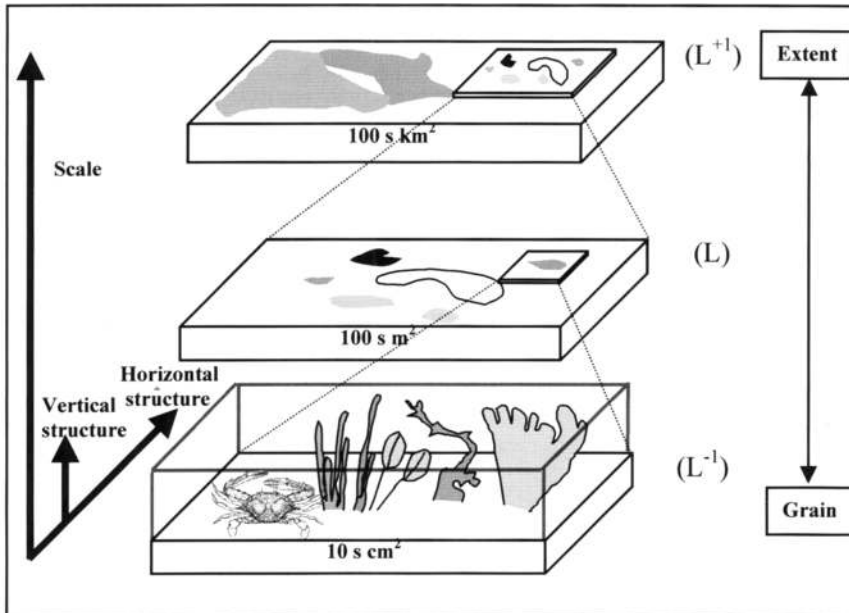 (L⁺¹)
Extent
100 s km²
Scale
(L)
100 s m²
Horizontal
structure
Vertical
structure
(L⁻¹)
Grain
10 s cm²